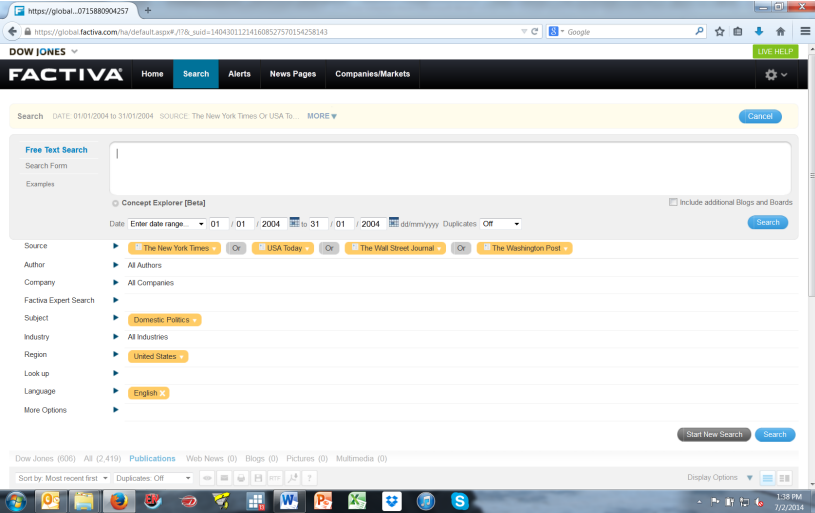 https://global...0715880904257
https://global.factiva.com/ha/default.aspx#./!?&_suid=14043011214160852757015425814​3
Google
DOW JONES
LIVE HELP
FACTIVA Home Search Alerts News Pages Companies/Markets
Search DATE: 01/01/2004 to 31/01/2004 SOURCE: The New York Times Or USA To... MORE Cancel
Free Text Search
Search Form
Examples
Concept Explorer [Beta] Include additional Blogs and Boards
Date Enter date range... 01 / 01 / 2004 to 31 / 01 / 2004 dd/mm/yyyy Duplicates Off Search
Source The New York Times Or USA Today Or The Wall Street Journal Or The Washington Post
Author All Authors
Company All Companies
Factiva Expert Search
Subject Domestic Politics
Industry All Industries
Region United States
Look up
Language English
More Options
Start New Search Search
Dow Jones (606) All (2,419) Publications Web News (0) Blogs (0) Pictures (0) Multimedia (0)
Sort by: Most recent first Duplicates: Off RTF Display Options
1:38 PM
7/2/2014